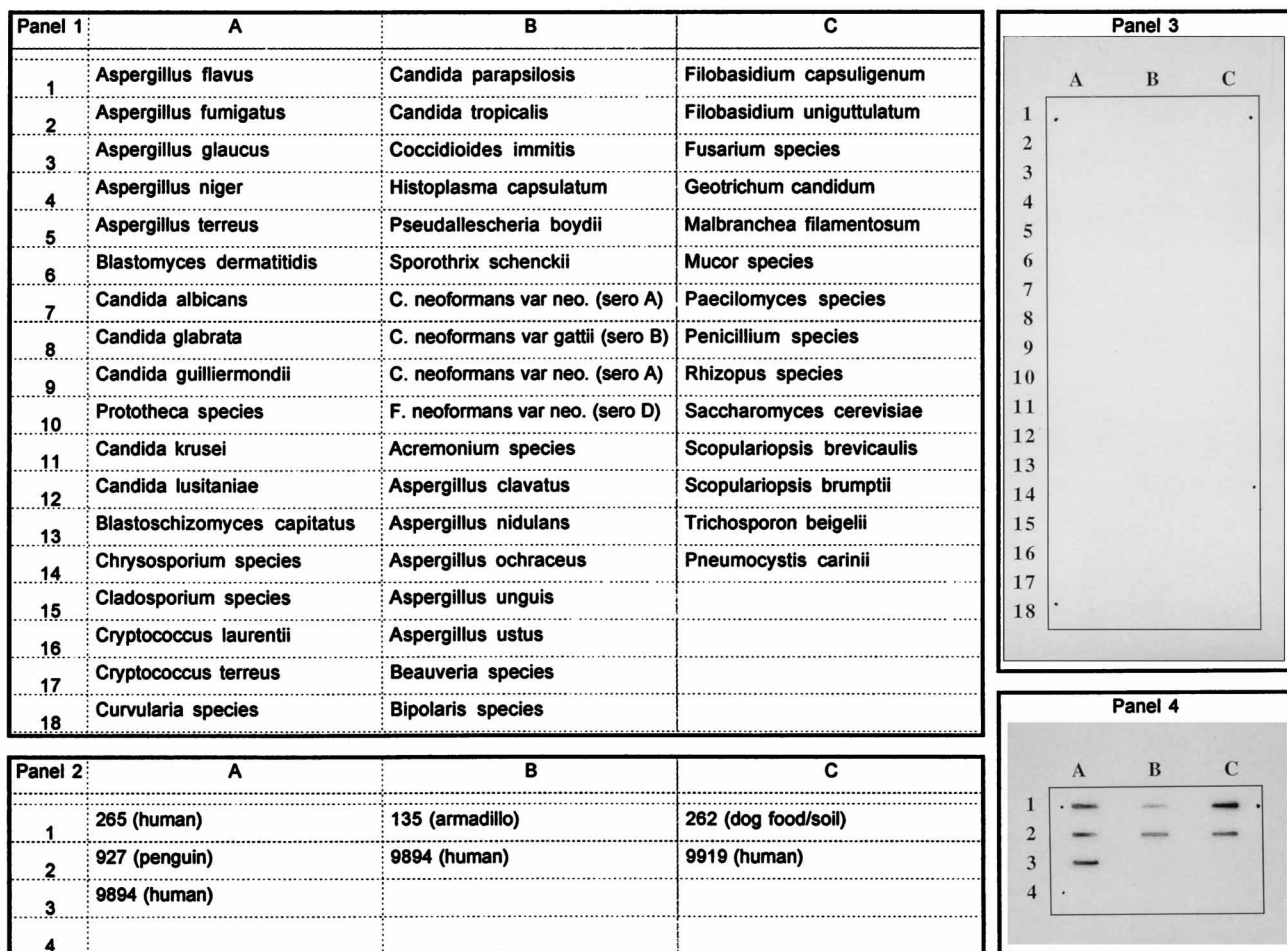 Panel 1 A B C
1 Aspergillus flavus Candida parapsilosis Filobasidium capsuligenum
2 Aspergillus fumigatus Candida tropicalis Filobasidium uniguttulatum
3 Aspergillus glaucus Coccidioides immitis Fusarium species
4 Aspergillus niger Histoplasma capsulatum Geotrichum candidum
5 Aspergillus terreus Pseudallescheria boydii Malbranchea filamentosum
6 Blastomyces dermatitidis Sporothrix schenckii Mucor species
7 Candida albicans C. neoformans var neo. (sero A) Paecilomyces species
8 Candida glabrata C. neoformans var gattii (sero B) Penicillium species
9 Candida guilliermondii C. neoformans var neo. (sero A) Rhizopus species
10 Prototheca species F. neoformans var neo. (sero D) Saccharomyces cerevisiae
11 Candida krusei Acremonium species Scopulariopsis brevicaulis
12 Candida lusitaniae Aspergillus clavatus Scopulariopsis brumptii
13 Blastoschizomyces capitatus Aspergillus nidulans Trichosporon beigelii
14 Chrysosporium species Aspergillus ochraceus Pneumocystis carinii
15 Cladosporium species Aspergillus unguis
16 Cryptococcus laurentii Aspergillus ustus
17 Cryptococcus terreus Beauveria species
18 Curvularia species Bipolaris species
Panel 2 A B C
1 265 (human) 135 (armadillo) 262 (dog food/soil)
2 927 (penguin) 9894 (human) 9919 (human)
3 9894 (human)
4
Panel 3
A B C
1
2
3
4
5
6
7
8
9
10
11
12
13
14
15
16
17
18
Panel 4
A B C
1
2
3
4